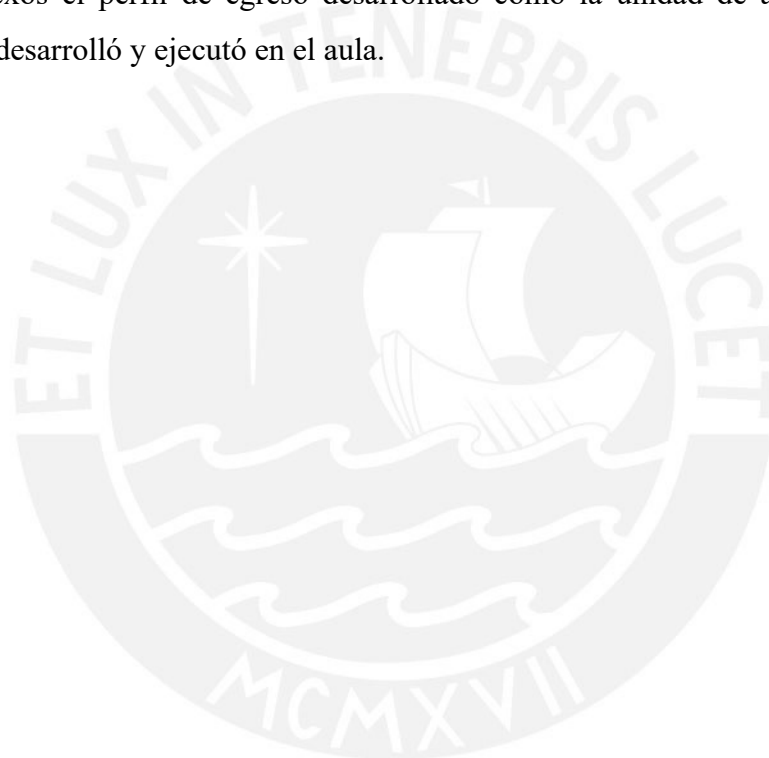 el perfil de egreso desarrollado como la unidad de
desarrolló y ejecutó en el aula.
ET LUX IN TENEBRIS LUCET
MCMXVII